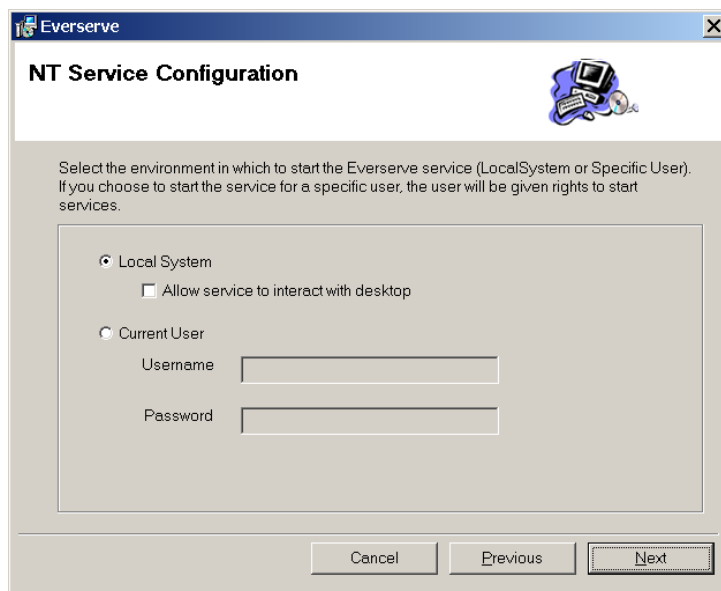 Everserve
NT Service Configuration
Select the environment in which to start the Everserve service (LocalSystem or Specific User).
If you choose to start the service for a specific user, the user will be given rights to start
services.
Local System
Allow service to interact with desktop
Current User
Username
Password
Cancel
Previous
Next